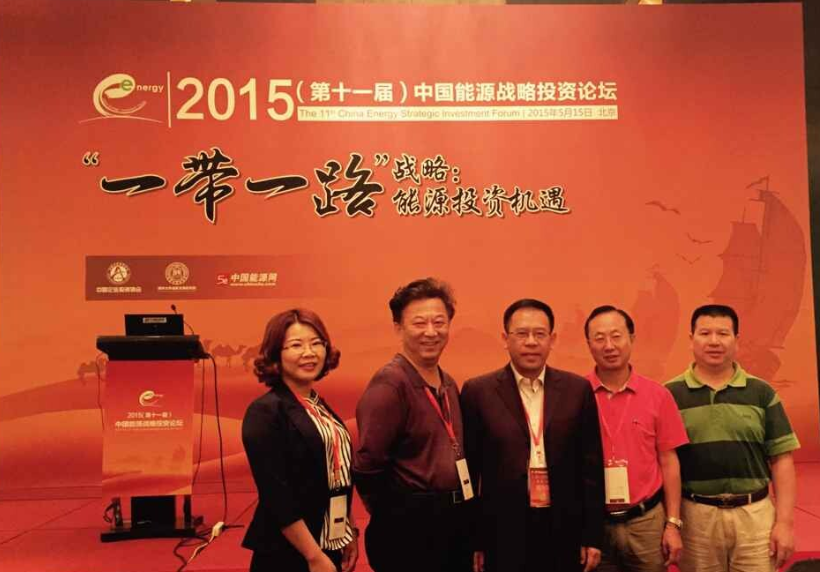 energy
2015（第十一届）中国能源战略投资论坛
The 11th China Energy Strategic Investment Forum | 2015年5月15日 北京
“一带一路”战略：
能源投资机遇
中国能源网
energy
2015（第十一届）
中国能源战略投资论坛